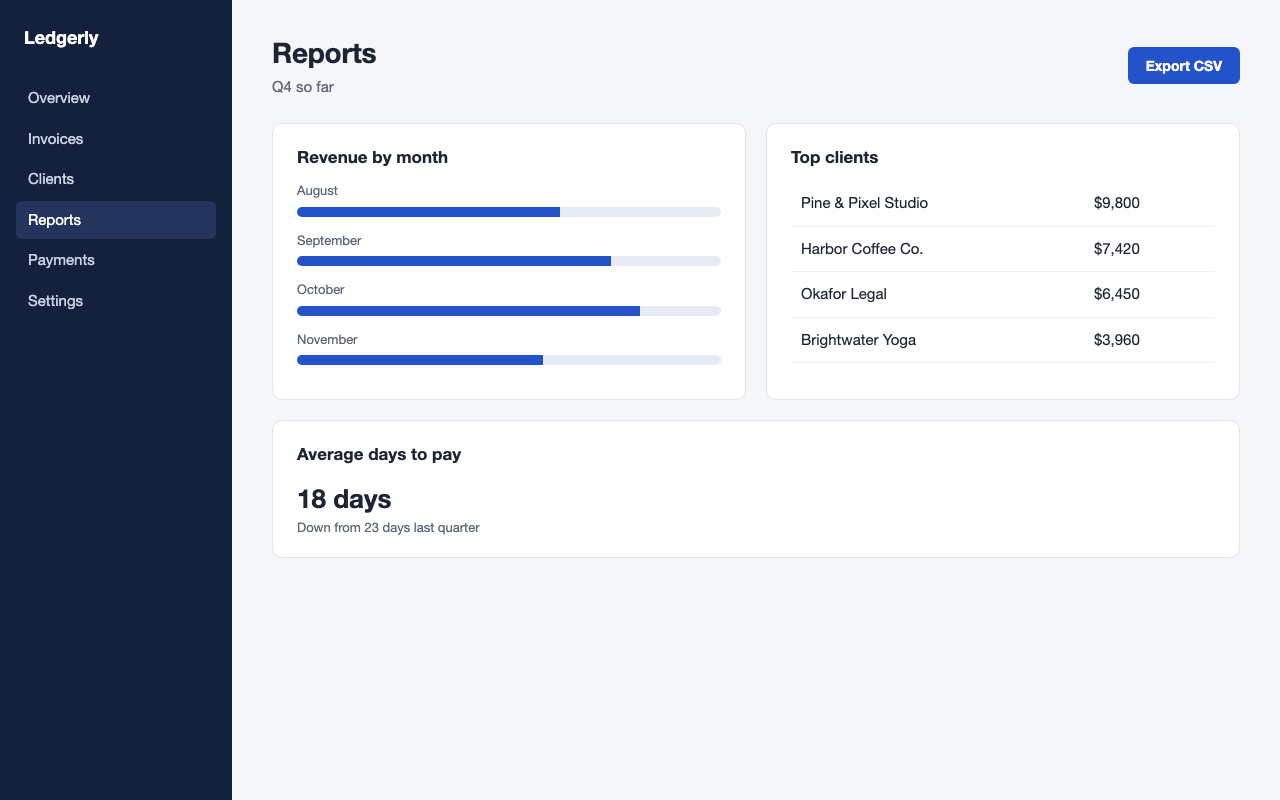 Ledgerly
Overview
Invoices
Clients
Reports
Payments
Settings
Reports
Q4 so far
Export CSV
Revenue by month
August
September
October
November
Top clients
Pine & Pixel Studio $9,800
Harbor Coffee Co. $7,420
Okafor Legal $6,450
Brightwater Yoga $3,960
Average days to pay
18 days
Down from 23 days last quarter